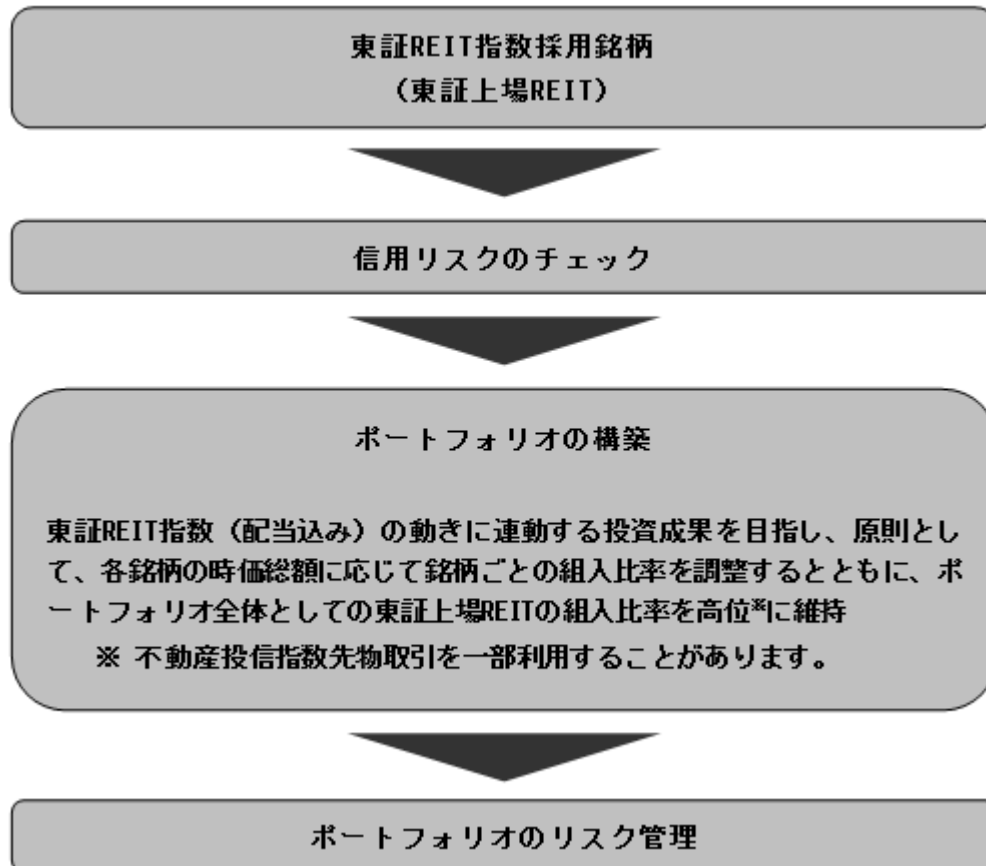 東証REIT指数採用銘柄
（東証上場REIT）
信用リスクのチェック
ポートフォリオの構築
東証REIT指数（配当込み）の動きに連動する投資成果を目指し、原則とし
て、各銘柄の時価総額に応じて銘柄ごとの組入比率を調整するとともに、ポ
ートフォリオ全体としての東証上場REITの組入比率を高位※に維持
※ 不動産投信指数先物取引を一部利用することがあります。
ポートフォリオのリスク管理